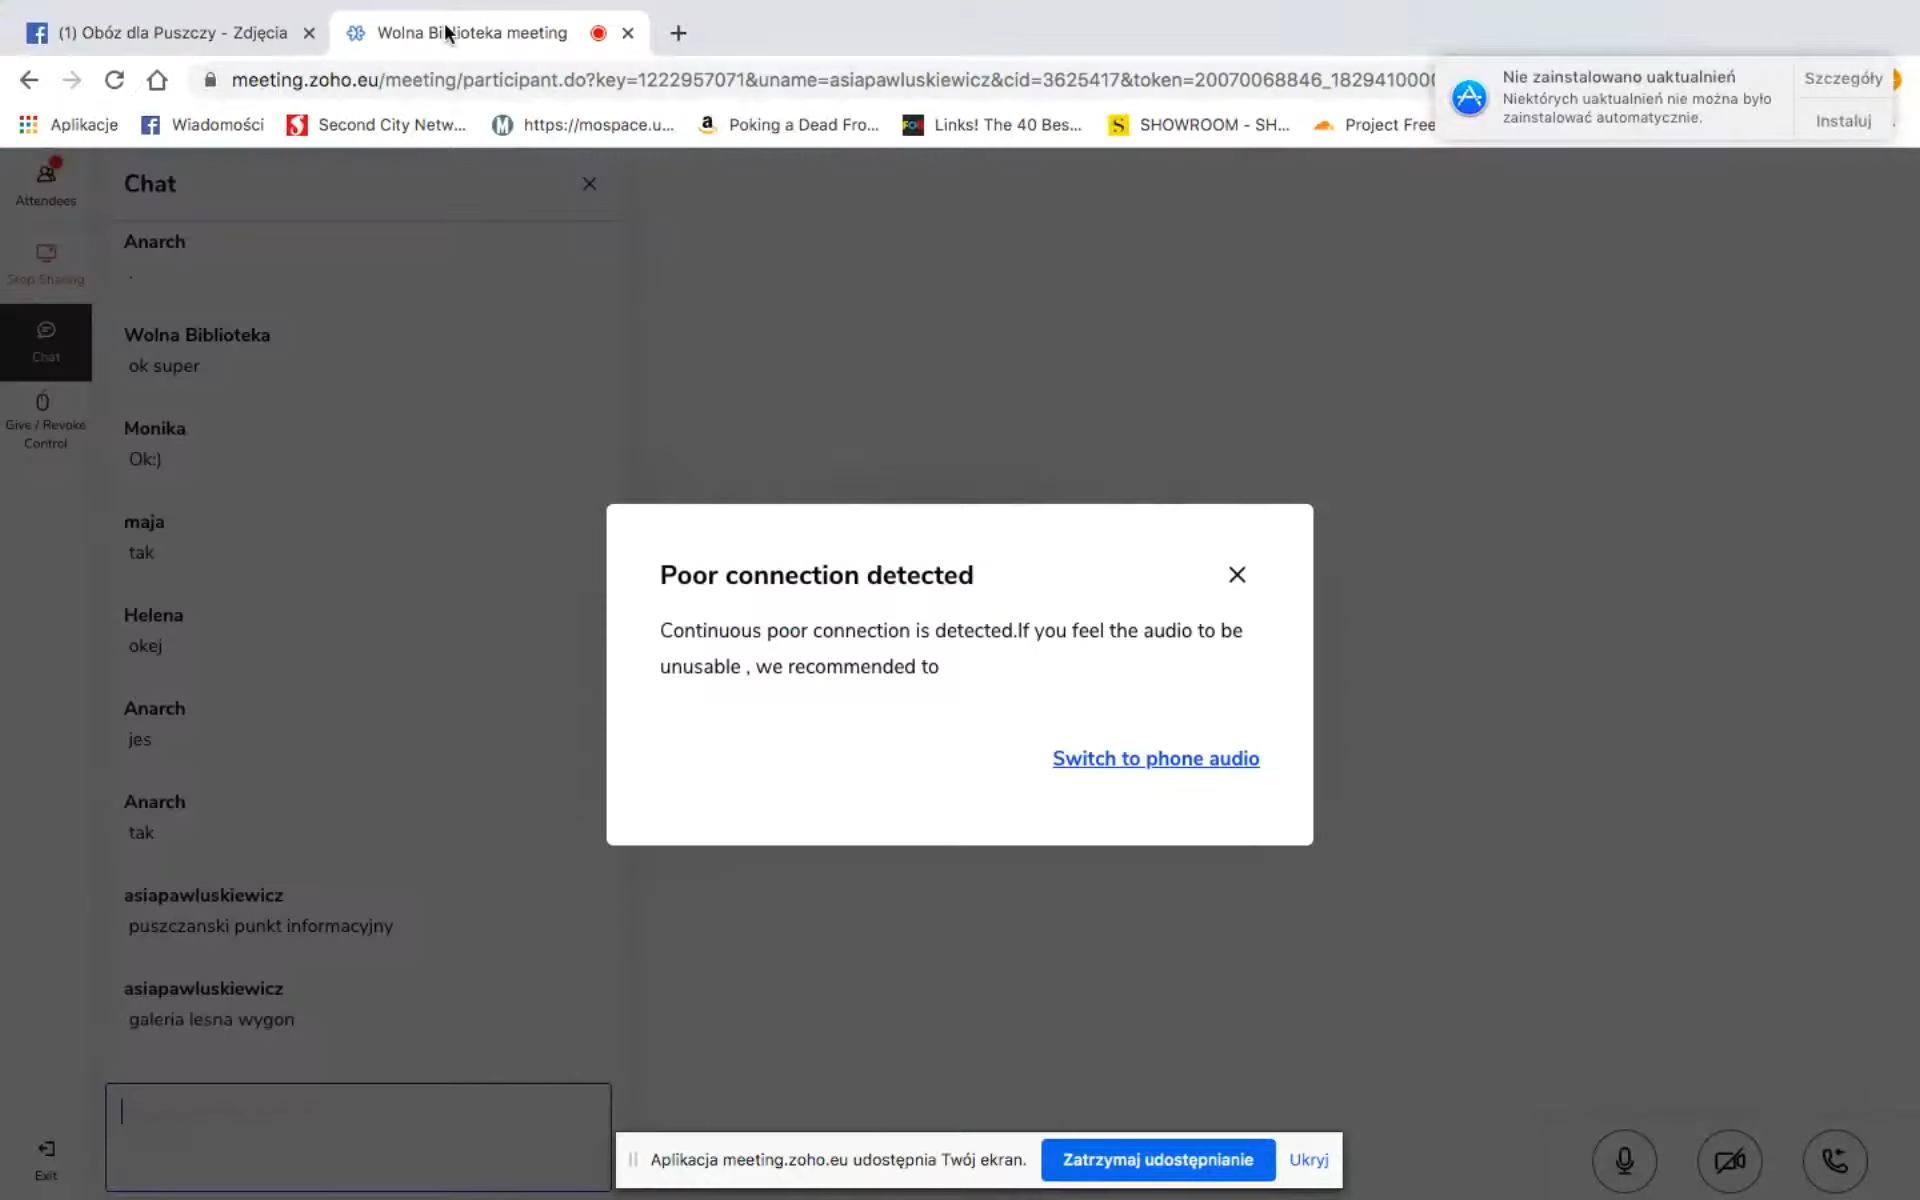 (1) Obóz dla Puszczy - Zdjęcia
Wolna Biblioteka meeting
meeting.zoho.eu/meeting/participant.do?key=1222957071&uname=asiapawluskiewicz&cid=3625417&token=20070068846_1829410000
Nie zainstalowano uaktualnień
Niektórych uaktualnień nie można było
zainstalować automatycznie.
Szczegóły
Instaluj
Aplikacje
Wiadomości
Second City Netw...
https://mospace.u...
Poking a Dead Fro...
Links! The 40 Bes...
SHOWROOM - SH...
Project Free
Attendees
Stop Sharing
Chat
Give / Revoke
Control
Exit
Chat
Anarch
.
Wolna Biblioteka
ok super
Monika
Ok:)
maja
tak
Helena
okej
Anarch
jes
Anarch
tak
asiapawluskiewicz
puszczanski punkt informacyjny
asiapawluskiewicz
galeria lesna wygon
Poor connection detected
Continuous poor connection is detected.If you feel the audio to be
unusable , we recommended to
Switch to phone audio
Aplikacja meeting.zoho.eu udostępnia Twój ekran.
Zatrzymaj udostępnianie
Ukryj